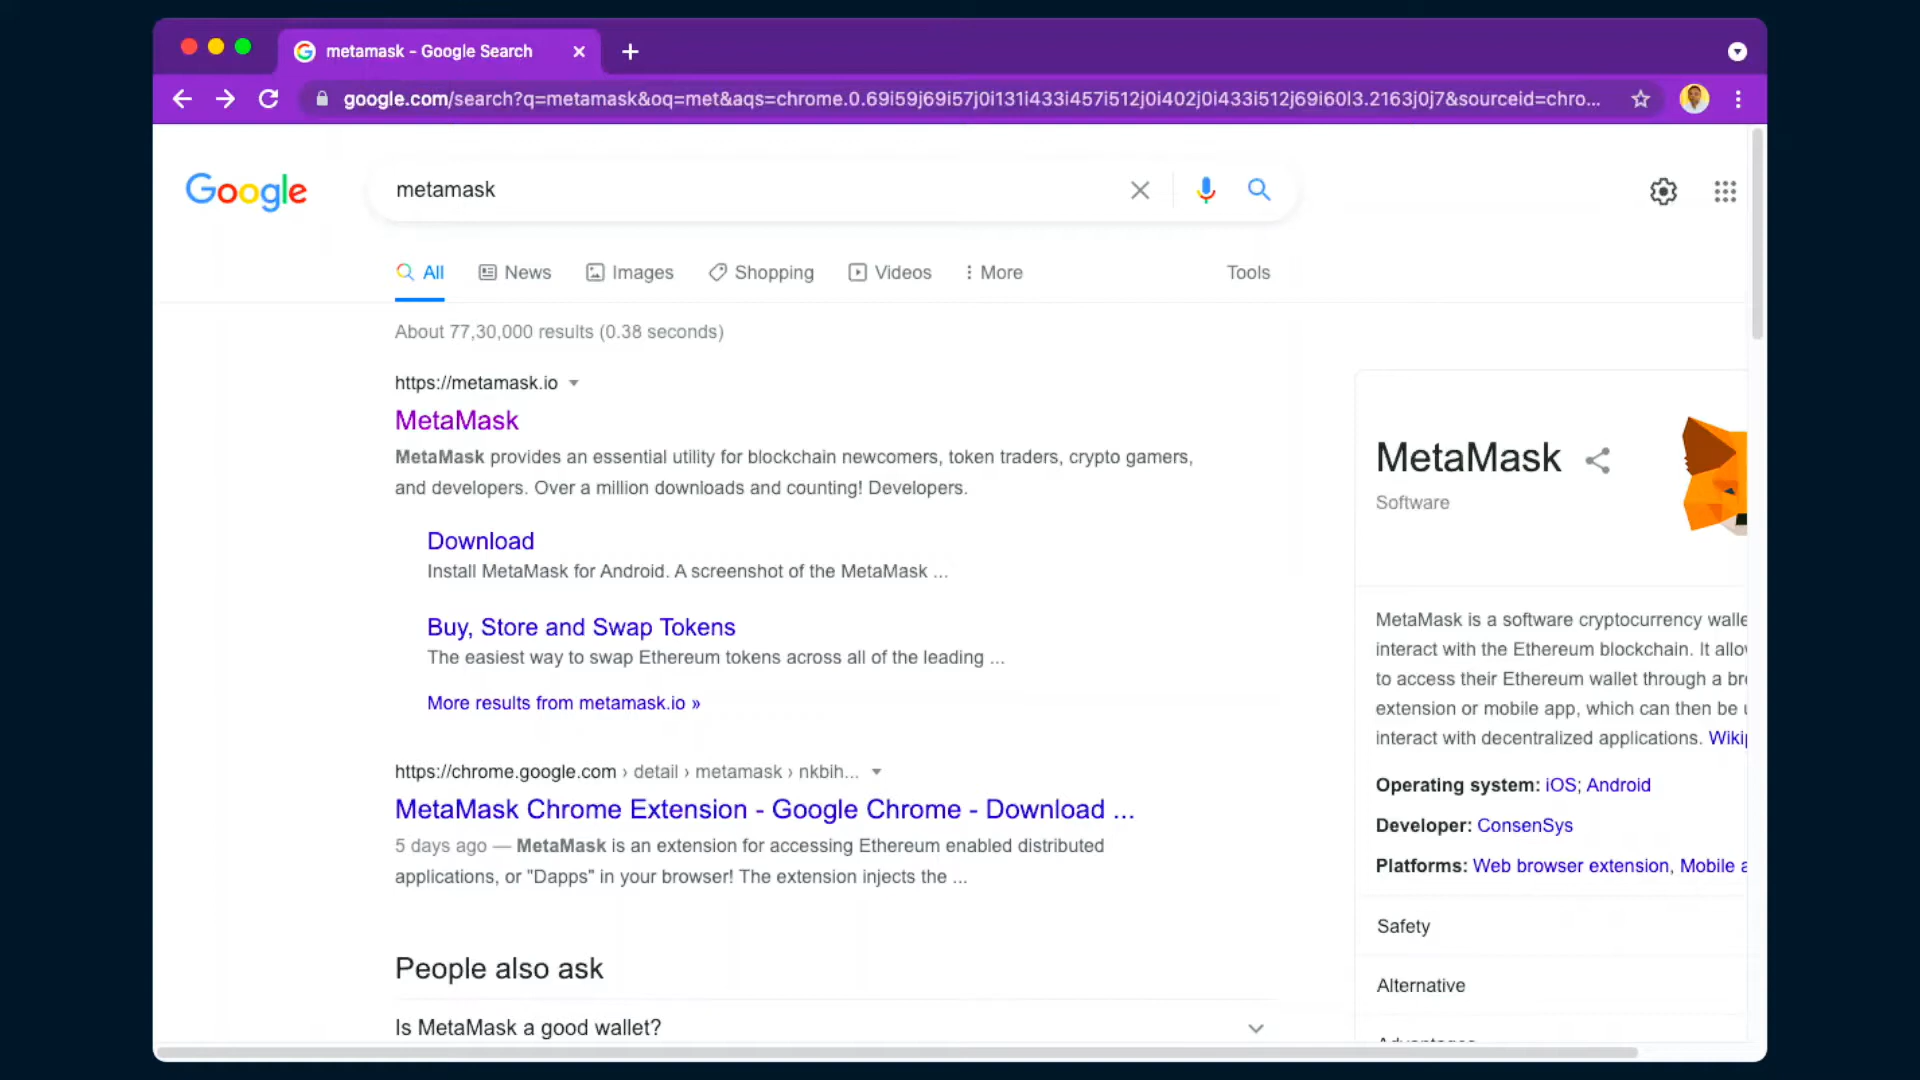 metamask - Google Search
google.com/search?q=metamask&oq=met&aqs=chrome.0.69i59j69i57j0i131i433i457i512j0i402j0i433i512j69i60l3.2163j0j7&sourceid=chro...
Google
metamask
All News Images Shopping Videos More Tools
About 77,30,000 results (0.38 seconds)
https://metamask.io
MetaMask
MetaMask provides an essential utility for blockchain newcomers, token traders, crypto gamers,
and developers. Over a million downloads and counting! Developers.
Download
Install MetaMask for Android. A screenshot of the MetaMask ...
Buy, Store and Swap Tokens
The easiest way to swap Ethereum tokens across all of the leading ...
More results from metamask.io »
https://chrome.google.com › detail › metamask › nkbih...
MetaMask Chrome Extension - Google Chrome - Download ...
5 days ago — MetaMask is an extension for accessing Ethereum enabled distributed
applications, or "Dapps" in your browser! The extension injects the ...
People also ask
Is MetaMask a good wallet?
MetaMask
Software
MetaMask is a software cryptocurrency walle
interact with the Ethereum blockchain. It allo
to access their Ethereum wallet through a br
extension or mobile app, which can then be
interact with decentralized applications. Wikip
Operating system: iOS; Android
Developer: ConsenSys
Platforms: Web browser extension, Mobile a
Safety
Alternative